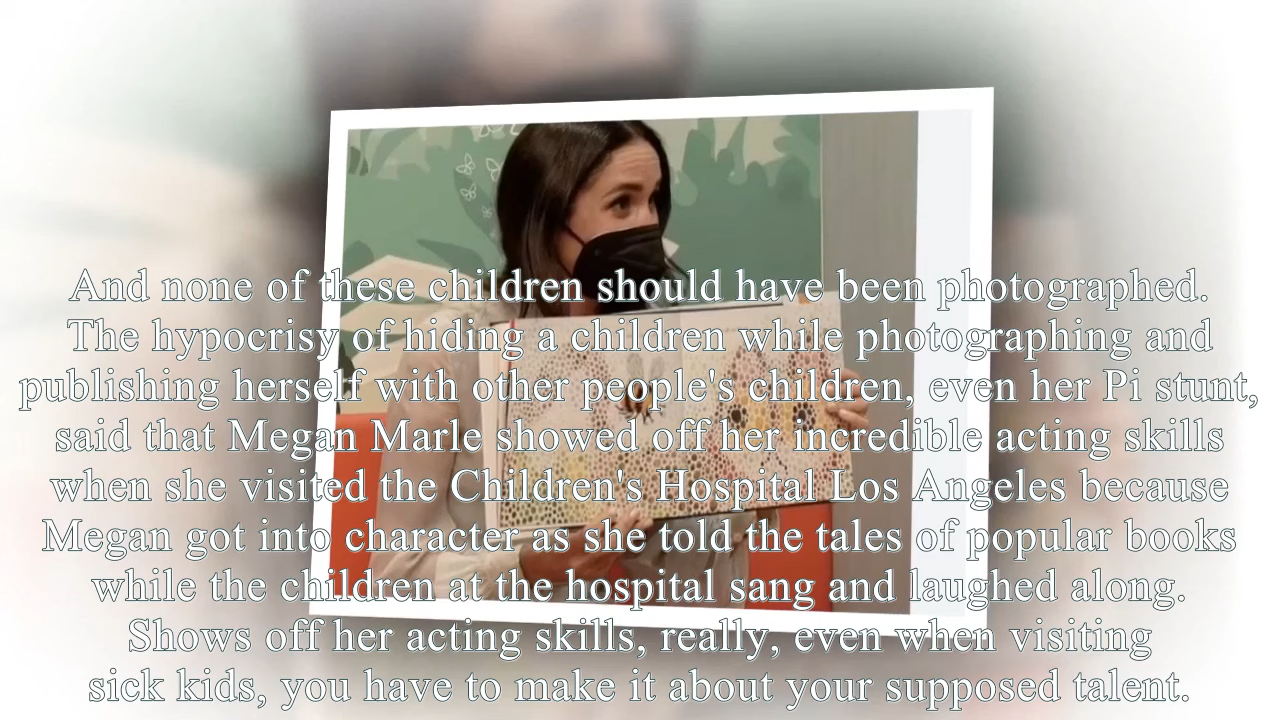 And none of these children should have been photographed.
The hypocrisy of hiding a children while photographing and
publishing herself with other people's children, even her Pi stunt,
said that Megan Marle showed off her incredible acting skills
when she visited the Children's Hospital Los Angeles because
Megan got into character as she told the tales of popular books
while the children at the hospital sang and laughed along.
Shows off her acting skills, really, even when visiting
sick kids, you have to make it about your supposed talent.